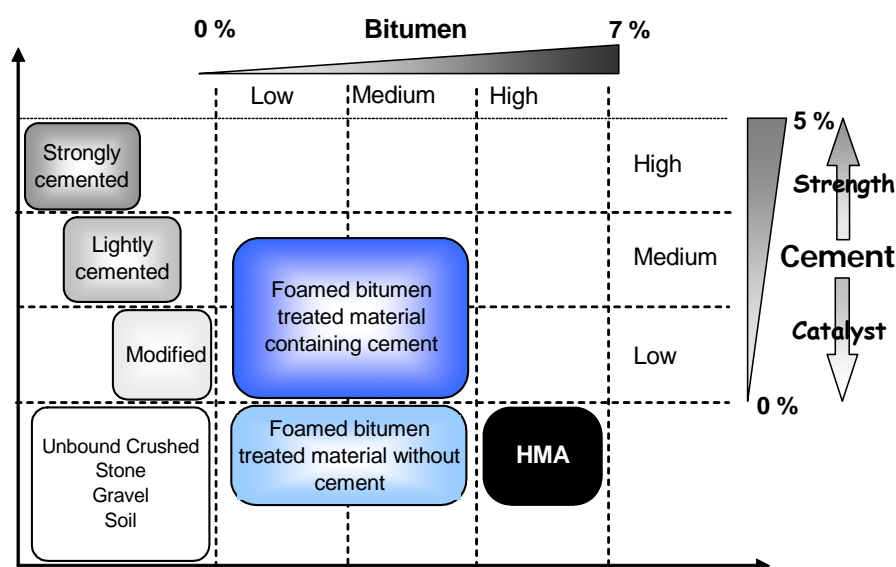 0 % Bitumen 7 %
Low Medium High
5 %
Strongly
cemented
High
Strength
Lightly
cemented
Medium
Cement
Foamed bitumen
treated material
containing cement
Modified
Low
Catalyst
0 %
Unbound Crushed
Stone
Gravel
Soil
Foamed bitumen
treated material without
cement
HMA